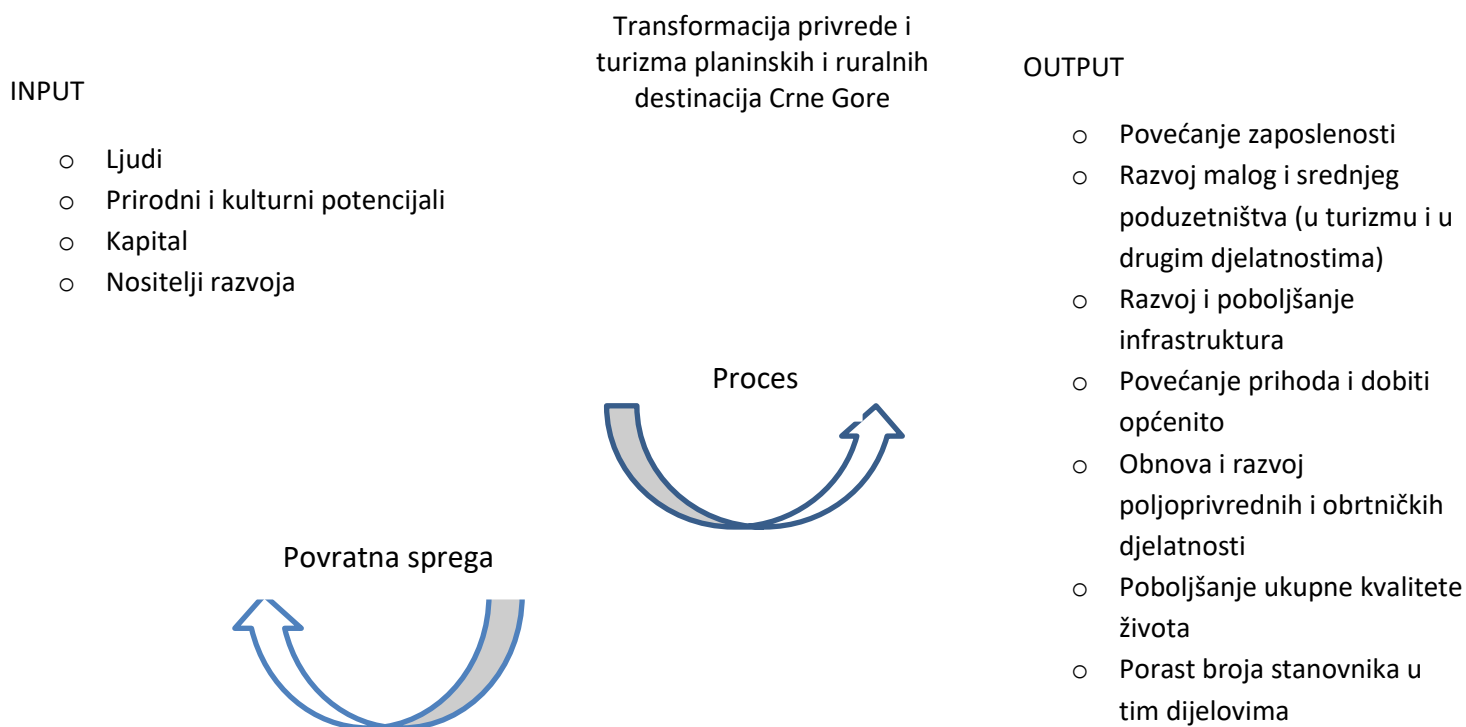 INPUT
o Ljudi
o Prirodni i kulturni potencijali
o Kapital
o Nositelji razvoja
Transformacija privrede i
turizma planinskih i ruralnih
destinacija Crne Gore
Proces
Povratna sprega
OUTPUT
o Povećanje zaposlenosti
o Razvoj malog i srednjeg
poduzetništva (u turizmu i u
drugim djelatnostima)
o Razvoj i poboljšanje
infrastruktura
o Povećanje prihoda i dobiti
općenito
o Obnova i razvoj
poljoprivrednih i obrtničkih
djelatnosti
o Poboljšanje ukupne kvalitete
života
o Porast broja stanovnika u
tim dijelovima